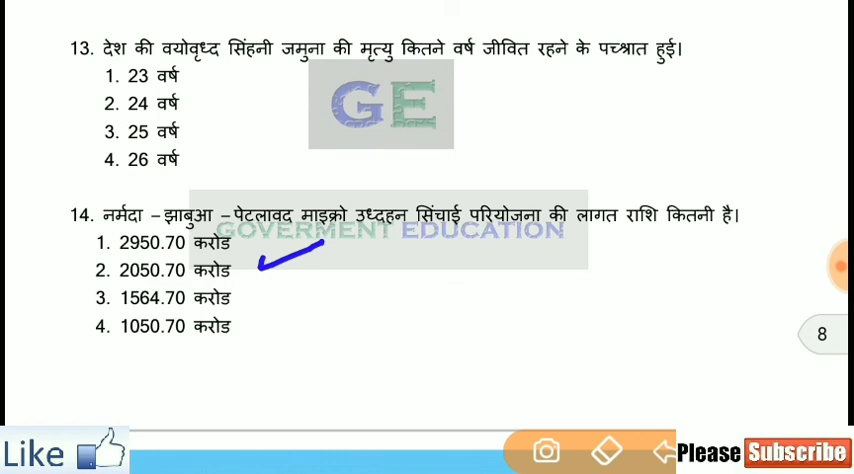 13. देश की वयोवृध्द सिंहनी जमुना की मृत्यु कितने वर्ष जीवित रहने के पच्श्रात हुई।
1. 23 वर्ष
2. 24 वर्ष
3. 25 वर्ष
4. 26 वर्ष
GE
14. नर्मदा – झाबुआ – पेटलावद माइक्रो उध्दहन सिंचाई परियोजना की लागत राशि कितनी है।
GOVERMENT EDUCATION
1. 2950.70 करोड
2. 2050.70 करोड
3. 1564.70 करोड
4. 1050.70 करोड
8
Like
Please Subscribe